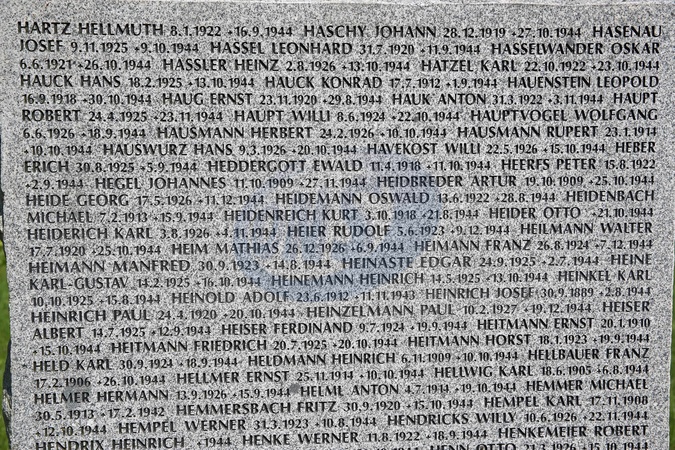 HARTZ HELLMUTH 8.1.1922 +16.9.1944 HASCHY JOHANN 28.12.1919 +27.10.1944 HASENAU
JOSEF 9.11.1925 +9.10.1944 HASSEL LEONHARD 31.7.1920 +11.9.1944 HASSELWANDER OSKAR
6.6.1921 +26.10.1944 HASSLER HEINZ 2.8.1926 +13.10.1944 HATZEL KARL 22.10.1922 +23.10.1944
HAUCK HANS 18.2.1925 +13.10.1944 HAUCK KONRAD 17.7.1912 +1.9.1944 HAUENSTEIN LEOPOLD
16.9.1918 +30.10.1944 HAUG ERNST 23.11.1920 +29.8.1944 HAUK ANTON 31.3.1922 +3.11.1944 HAUPT
ROBERT 24.4.1925 +23.11.1944 HAUPT WILLI 8.6.1924 +22.10.1944 HAUPTVOGEL WOLFGANG
6.6.1926 +18.9.1944 HAUSMANN HERBERT 24.2.1926 +10.10.1944 HAUSMANN RUPERT 23.1.1914
+10.10.1944 HAUSWURZ HANS 9.3.1926 +20.10.1944 HAVEKOST WILLI 22.5.1926 +15.10.1944 HEBER
ERICH 30.8.1925 +5.9.1944 HEDDERGOTT EWALD 11.4.1918 +11.10.1944 HEERFS PETER 15.8.1922
+2.9.1944 HEGEL JOHANNES 11.10.1909 +27.11.1944 HEIDBREDER ARTUR 19.10.1909 +25.10.1944
HEIDE GEORG 17.5.1926 +11.12.1944 HEIDEMANN OSWALD 13.6.1922 +28.8.1944 HEIDENBACH
MICHAEL 7.2.1913 +15.9.1944 HEIDENREICH KURT 3.10.1918 +21.8.1944 HEIDER OTTO +21.10.1944
HEIDERICH KARL 3.8.1926 +4.11.1944 HEIER RUDOLF 5.6.1923 +9.12.1944 HEILMANN WALTER
17.7.1920 +25.10.1944 HEIM MATHIAS 26.12.1926 +6.9.1944 HEIMANN FRANZ 26.8.1924 +7.12.1944
HEIMANN MANFRED 30.9.1923 +14.8.1944 HEINASTE EDGAR 24.9.1925 +2.7.1944 HEINE
KARL-GUSTAV 14.2.1925 +16.10.1944 HEINEMANN HEINRICH 14.5.1925 +13.10.1944 HEINKEL KARL
10.10.1925 +15.8.1944 HEINOLD ADOLF 23.6.1912 +11.11.1943 HEINRICH JOSEF 30.9.1889 +2.8.1944
HEINRICH PAUL 24.4.1920 +20.10.1944 HEINZELMANN PAUL 10.2.1927 +19.12.1944 HEISER
ALBERT 14.7.1925 +12.9.1944 HEISER FERDINAND 9.7.1924 +19.9.1944 HEITMANN ERNST 20.1.1910
+15.10.1944 HEITMANN FRIEDRICH 20.7.1925 +20.10.1944 HEITMANN HORST 18.1.1923 +19.9.1944
HELD KARL 30.9.1924 +18.9.1944 HELDMANN HEINRICH 6.11.1909 +10.10.1944 HELLBAUER FRANZ
17.2.1906 +26.10.1944 HELLMER ERNST 25.11.1914 +10.10.1944 HELLWIG KARL 18.6.1905 +6.8.1944
HELMER HERMANN 13.9.1926 +15.9.1944 HELML ANTON 4.7.1914 +19.10.1944 HEMMER MICHAEL
30.5.1913 +17.2.1942 HEMMERSBACH FRITZ 30.9.1920 +15.10.1944 HEMPEL KARL 17.11.1908
+12.10.1944 HEMPEL WERNER 31.3.1923 +10.8.1944 HENDRICKS WILLY 10.6.1926 +22.11.1944
HENDRIX HEINRICH +1944 HENKE WERNER 11.8.1922 +18.9.1944 HENKEMEIER ROBERT
HENN OTTO 21.3.1926 +15.10.1944